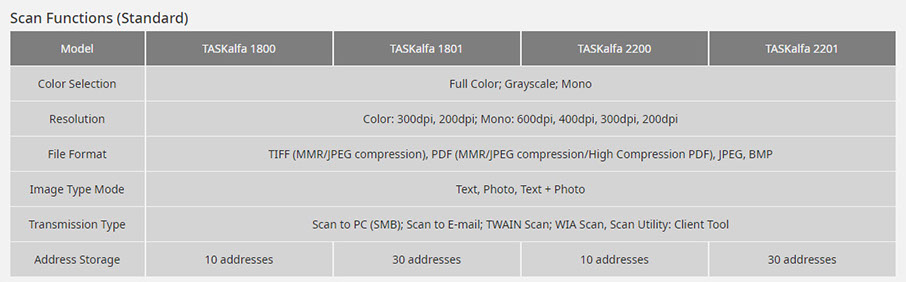 Scan Functions (Standard)
Model TASKalfa 1800 TASKalfa 1801 TASKalfa 2200 TASKalfa 2201
Color Selection Full Color; Grayscale; Mono
Resolution Color: 300dpi, 200dpi; Mono: 600dpi, 400dpi, 300dpi, 200dpi
File Format TIFF (MMR/JPEG compression), PDF (MMR/JPEG compression/High Compression PDF), JPEG, BMP
Image Type Mode Text, Photo, Text + Photo
Transmission Type Scan to PC (SMB); Scan to E-mail; TWAIN Scan; WIA Scan, Scan Utility: Client Tool
Address Storage 10 addresses 30 addresses 10 addresses 30 addresses